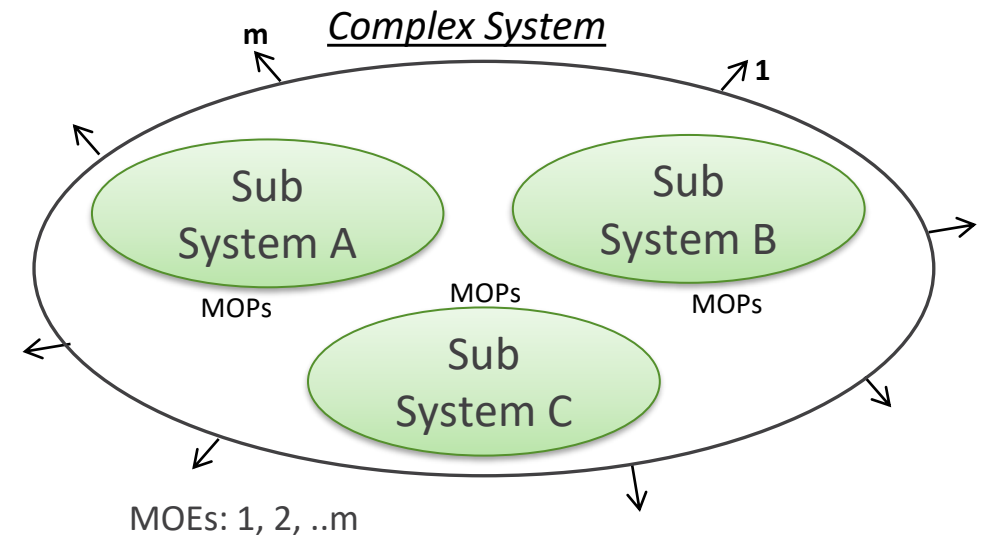 Complex System
m
1
Sub
System A
Sub
System B
MOPs
MOPs
MOPs
Sub
System C
MOEs: 1, 2, ..m